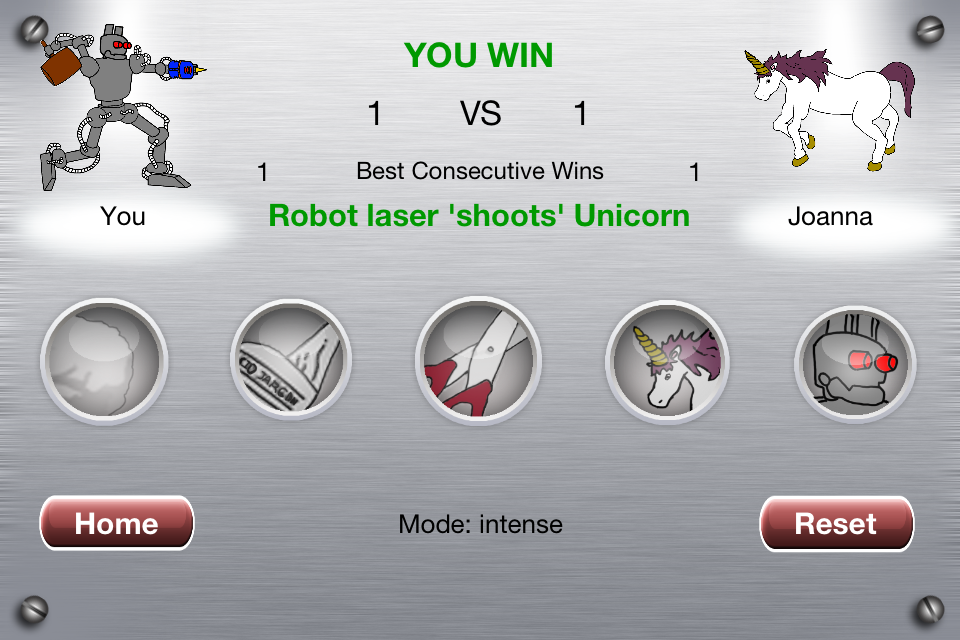 YOU WIN
1 VS 1
1 Best Consecutive Wins 1
You Robot laser 'shoots' Unicorn Joanna
Home Mode: intense Reset